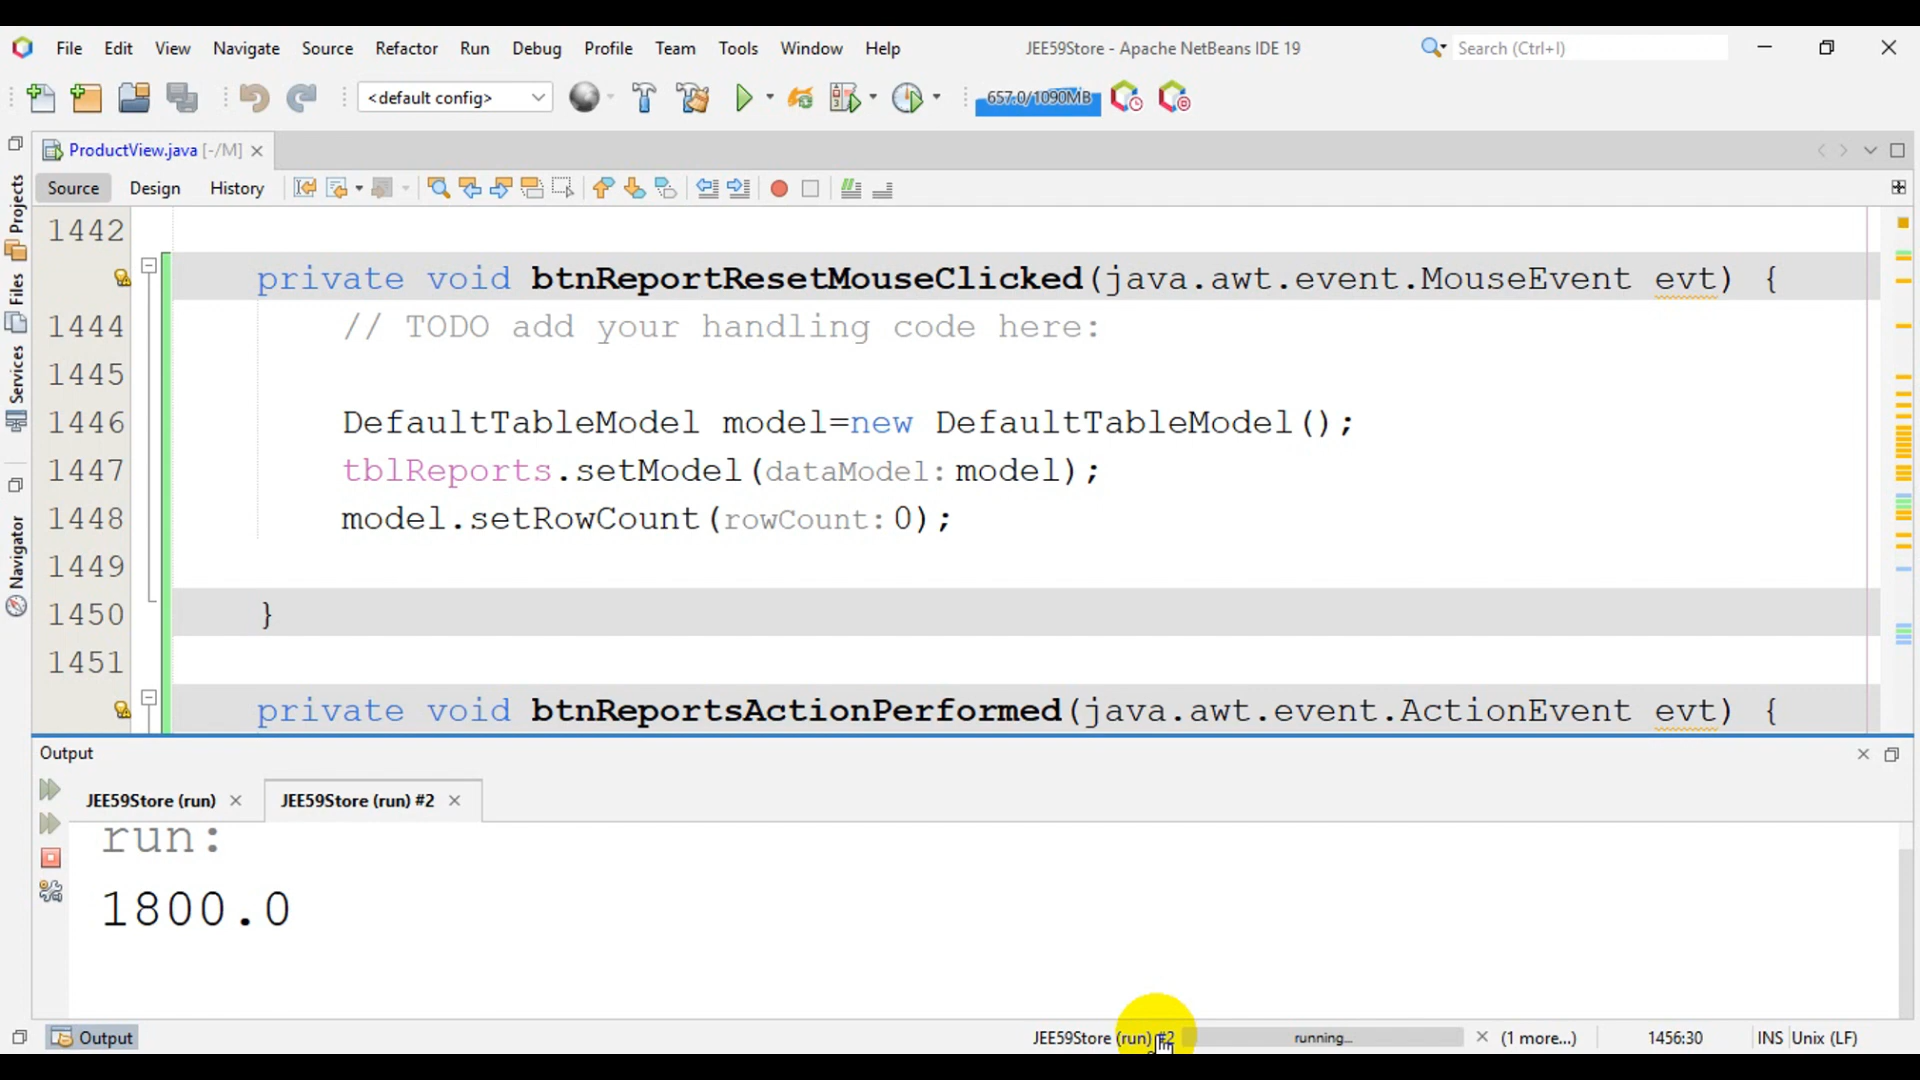 File Edit View Navigate Source Refactor Run Debug Profile Team Tools Window Help JEE59Store - Apache NetBeans IDE 19 Search (Ctrl+I)
<default config> 657.0/1090MB
ProductView.java [-/M]
Source Design History
Projects
Files
Services
Navigator
1442
private void btnReportResetMouseClicked(java.awt.event.MouseEvent evt) {
1444 // TODO add your handling code here:
1445
1446 DefaultTableModel model=new DefaultTableModel();
1447 tblReports.setModel(dataModel:model);
1448 model.setRowCount(rowCount:0);
1449
1450 }
1451
private void btnReportsActionPerformed(java.awt.event.ActionEvent evt) {
Output
JEE59Store (run) JEE59Store (run) #2
run:
1800.0
Output JEE59Store (run) #2 running... (1 more...) 1456:30 INS Unix (LF)